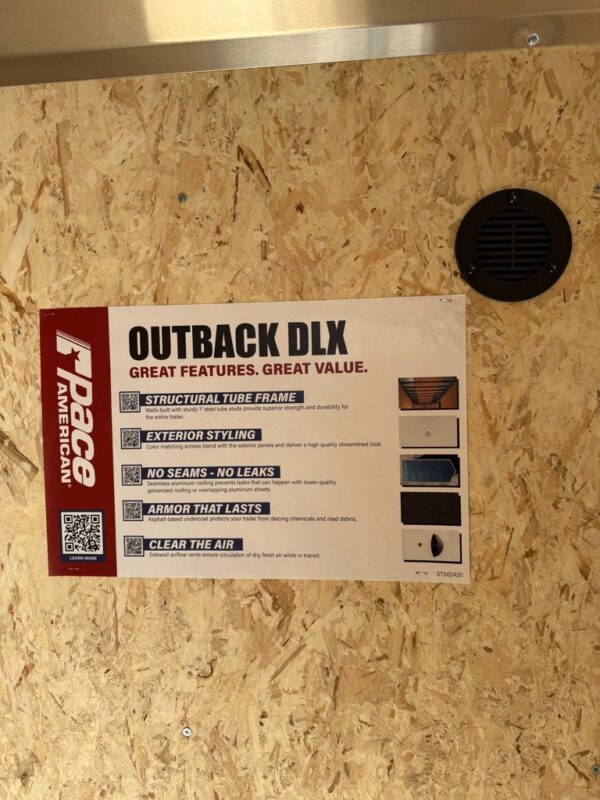 pace
AMERICAN®
LEARN MORE
OUTBACK DLX
GREAT FEATURES. GREAT VALUE.
STRUCTURAL TUBE FRAME
Walls built with sturdy 1" steel tube studs provide superior strength and durability for
the entire trailer.
EXTERIOR STYLING
Color matching screws blend with the exterior panels and deliver a high quality streamlined look.
NO SEAMS - NO LEAKS
Seamless aluminum roofing prevents leaks that can happen with lower-quality
galvanized roofing or overlapping aluminum sheets.
ARMOR THAT LASTS
Asphalt-based undercoat protects your trailer from deicing chemicals and road debris.
CLEAR THE AIR
Sidewall airflow vents ensure circulation of dry, fresh air while in transit.
ST502420